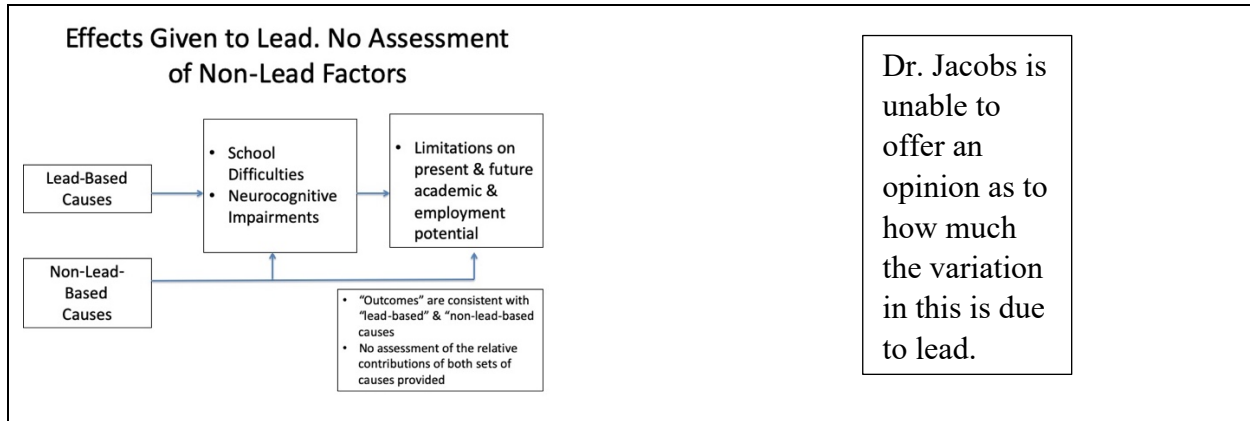 Effects Given to Lead. No Assessment
of Non-Lead Factors
Lead-Based
Causes
Non-Lead-
Based
Causes
• School
Difficulties
• Neurocognitive
Impairments
• Limitations on
present & future
academic &
employment
potential
• “Outcomes” are consistent with
“lead-based” & “non-lead-based
causes
• No assessment of the relative
contributions of both sets of
causes provided
Dr. Jacobs is
unable to
offer an
opinion as to
how much
the variation
in this is due
to lead.